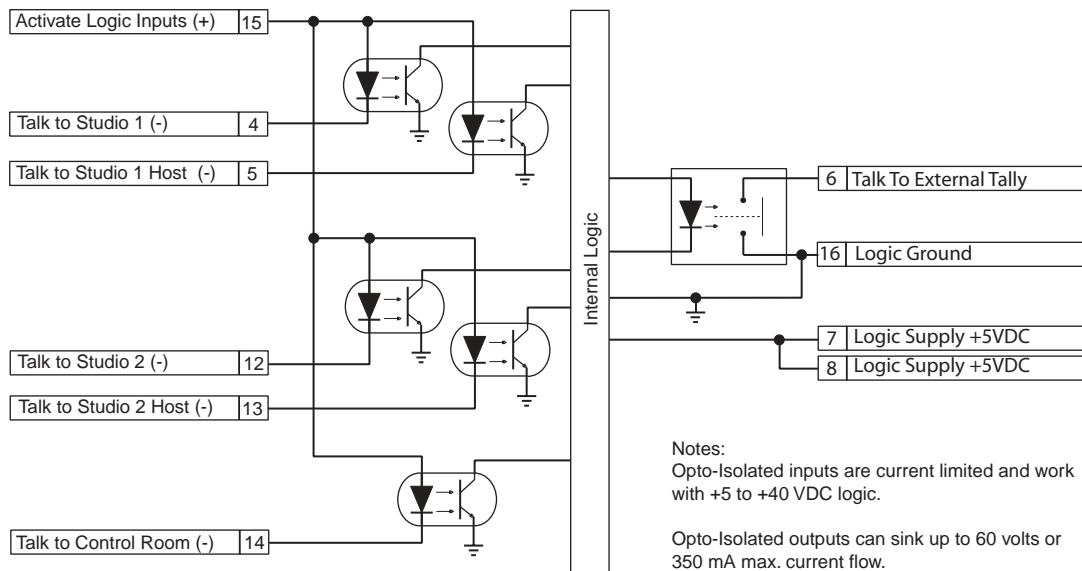 Activate Logic Inputs (+) 15
Talk to Studio 1 (-) 4
Talk to Studio 1 Host (-) 5
Talk to Studio 2 (-) 12
Talk to Studio 2 Host (-) 13
Talk to Control Room (-) 14
Internal Logic
6 Talk To External Tally
16 Logic Ground
7 Logic Supply +5VDC
8 Logic Supply +5VDC
Notes:
Opto-Isolated inputs are current limited and work
with +5 to +40 VDC logic.
Opto-Isolated outputs can sink up to 60 volts or
350 mA max. current flow.